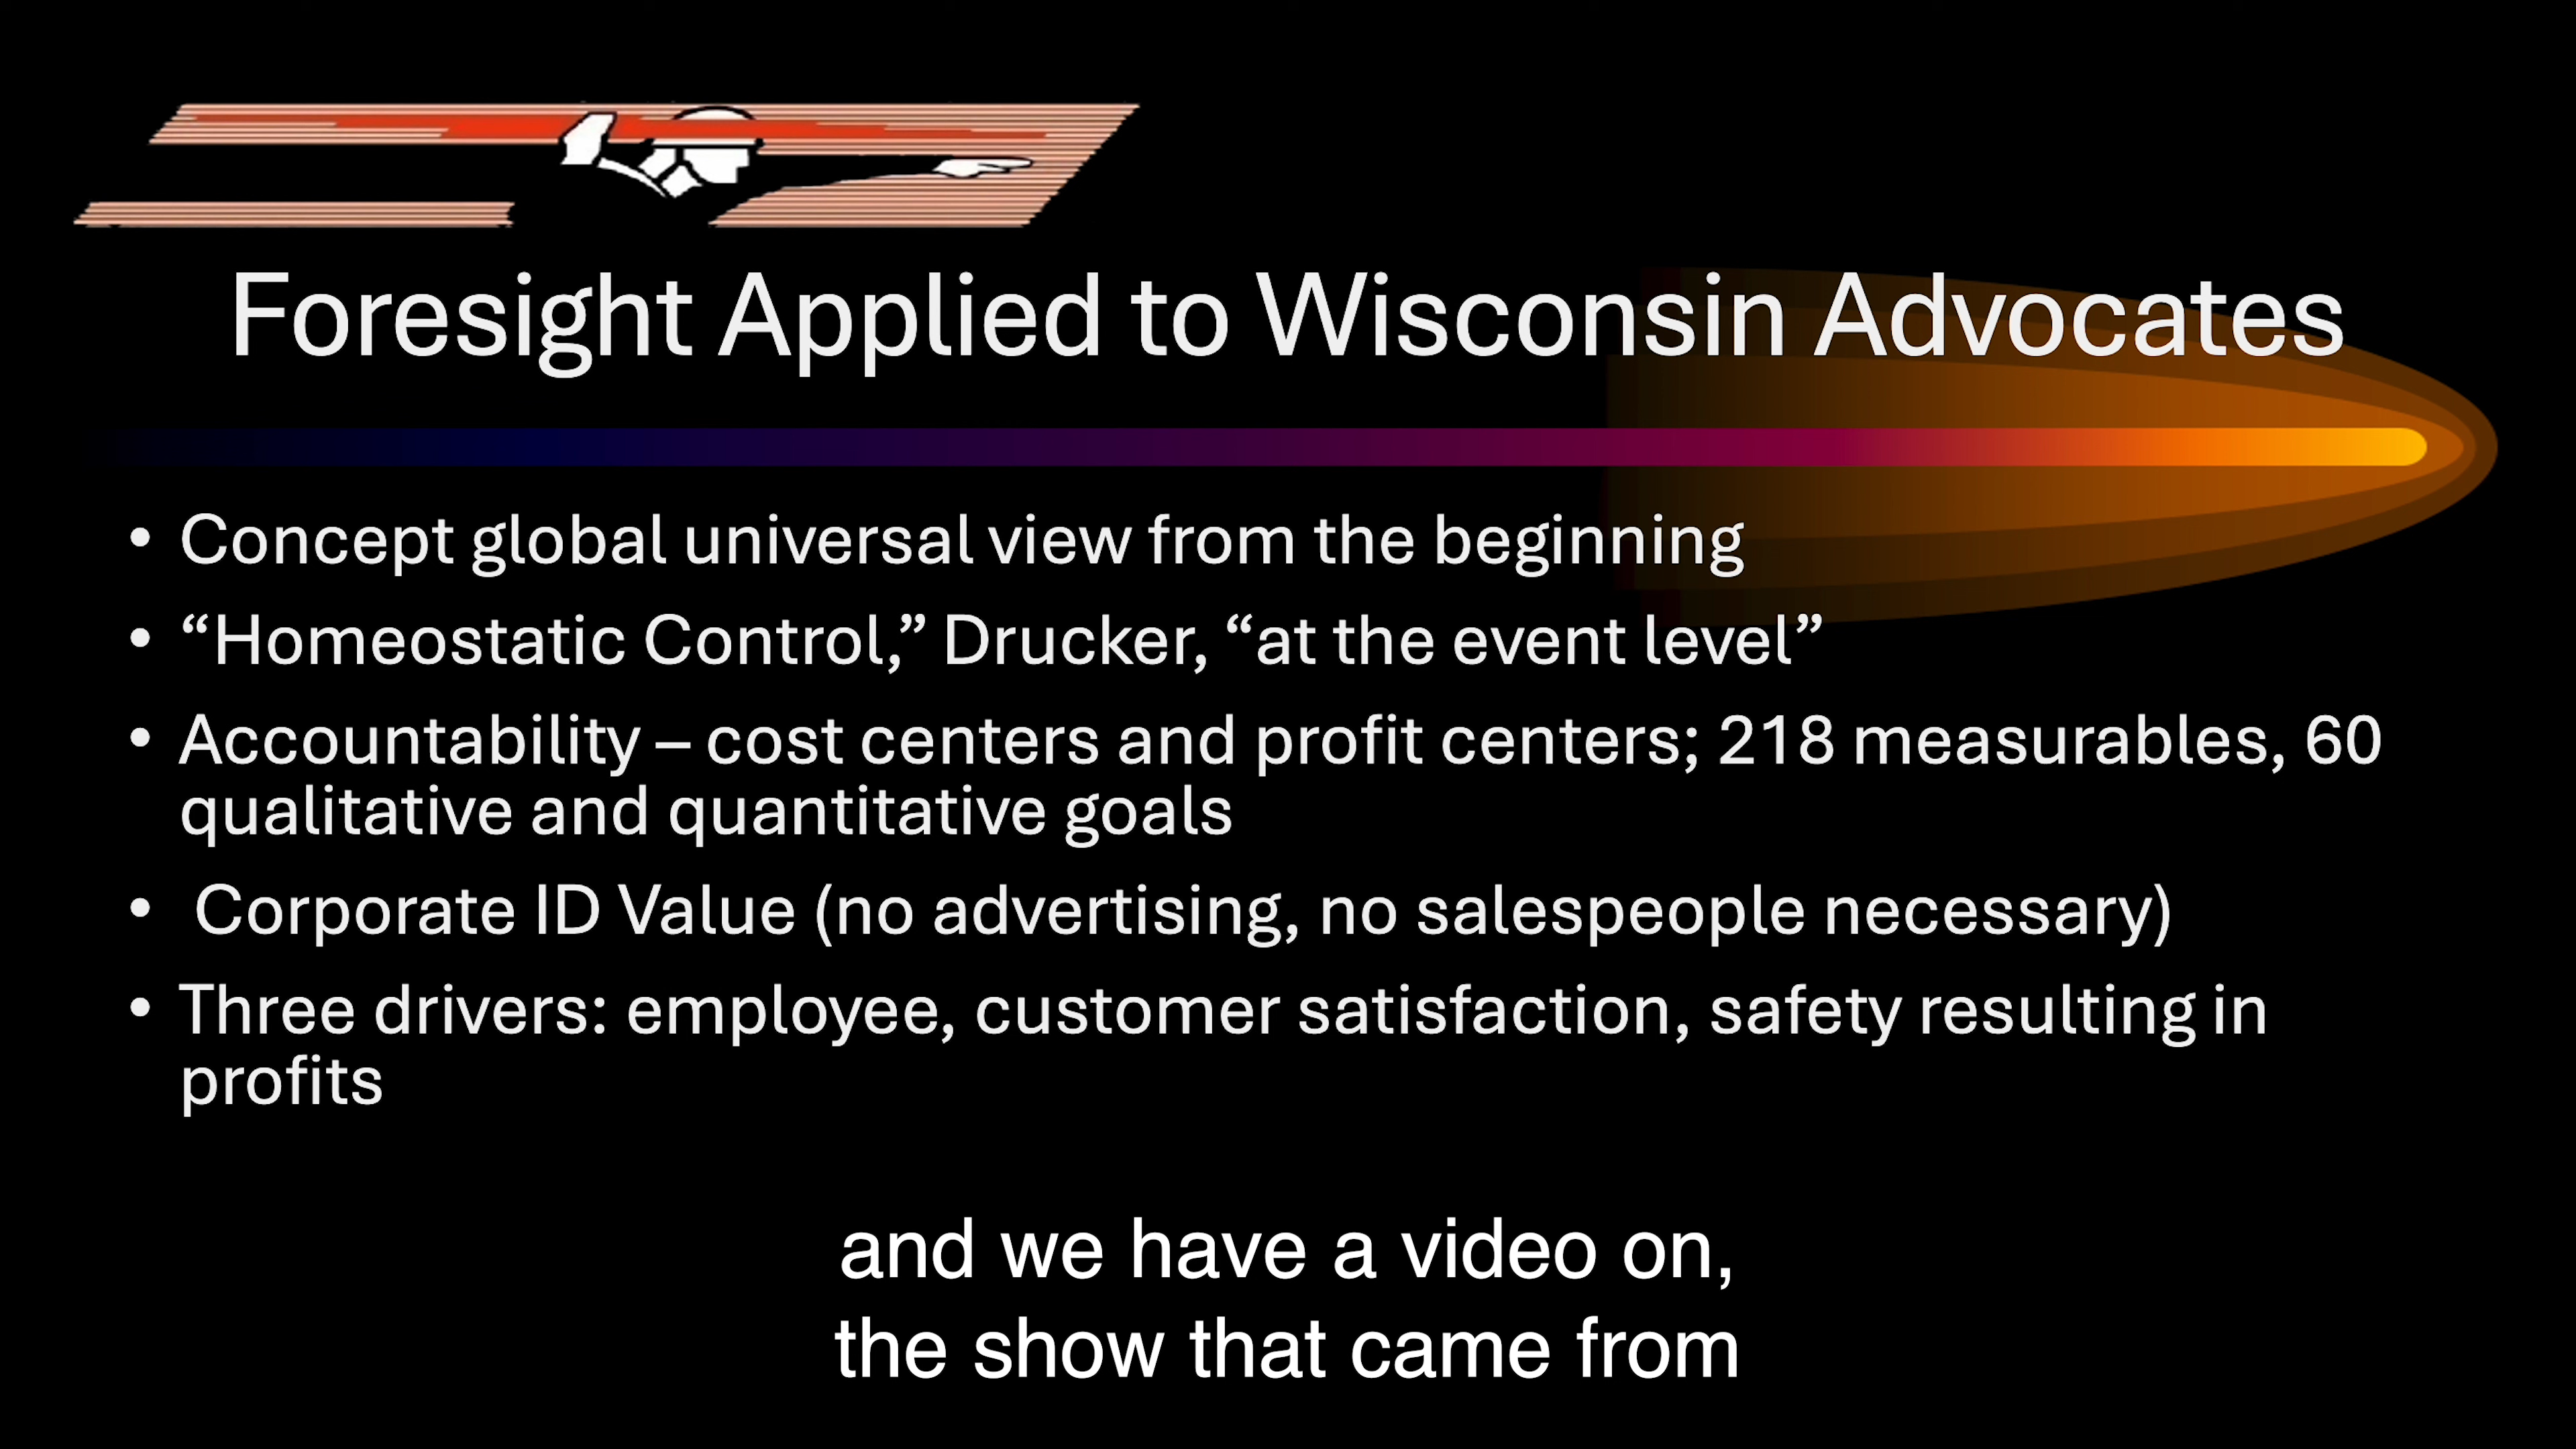 Foresight Applied to Wisconsin Advocates
• Concept global universal view from the beginning
• “Homeostatic Control,” Drucker, “at the event level”
• Accountability – cost centers and profit centers; 218 measurables, 60
qualitative and quantitative goals
• Corporate ID Value (no advertising, no salespeople necessary)
• Three drivers: employee, customer satisfaction, safety resulting in
profits
and we have a video on,
the show that came from